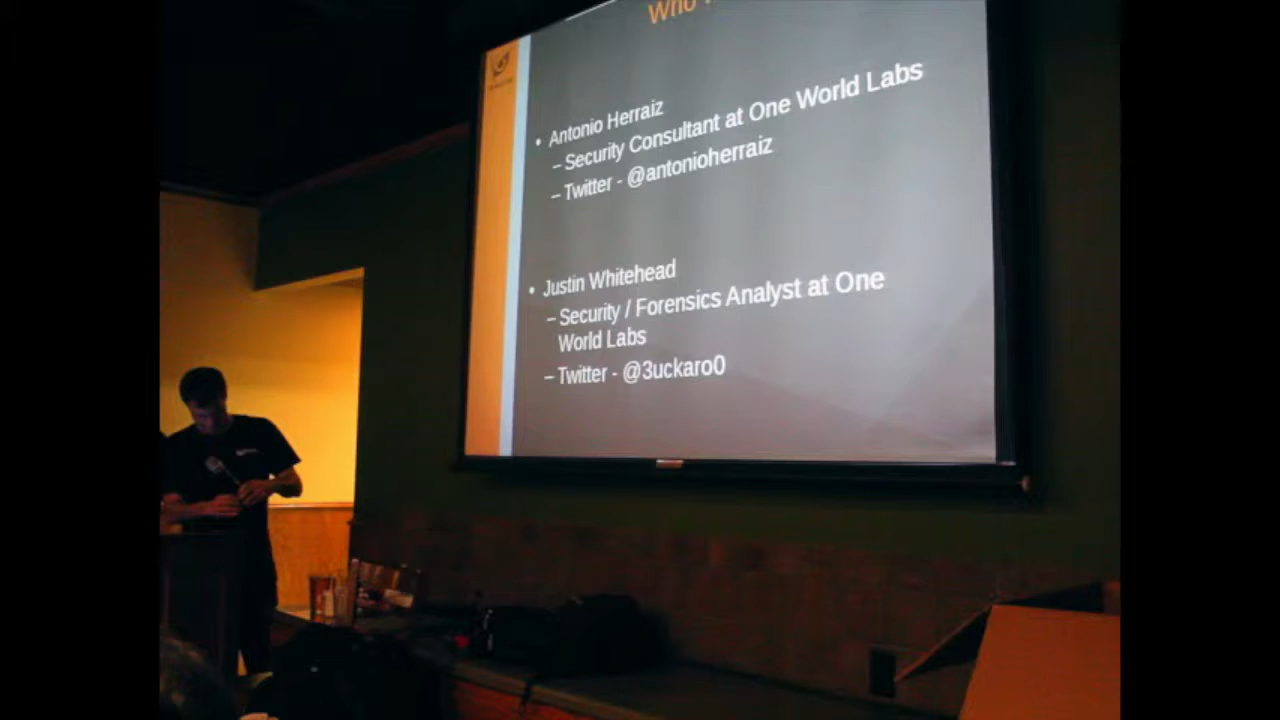 Who
• Antonio Herraiz
– Security Consultant at One World Labs
– Twitter - @antonioherraiz
• Justin Whitehead
– Security / Forensics Analyst at One
World Labs
– Twitter - @3uckaro0